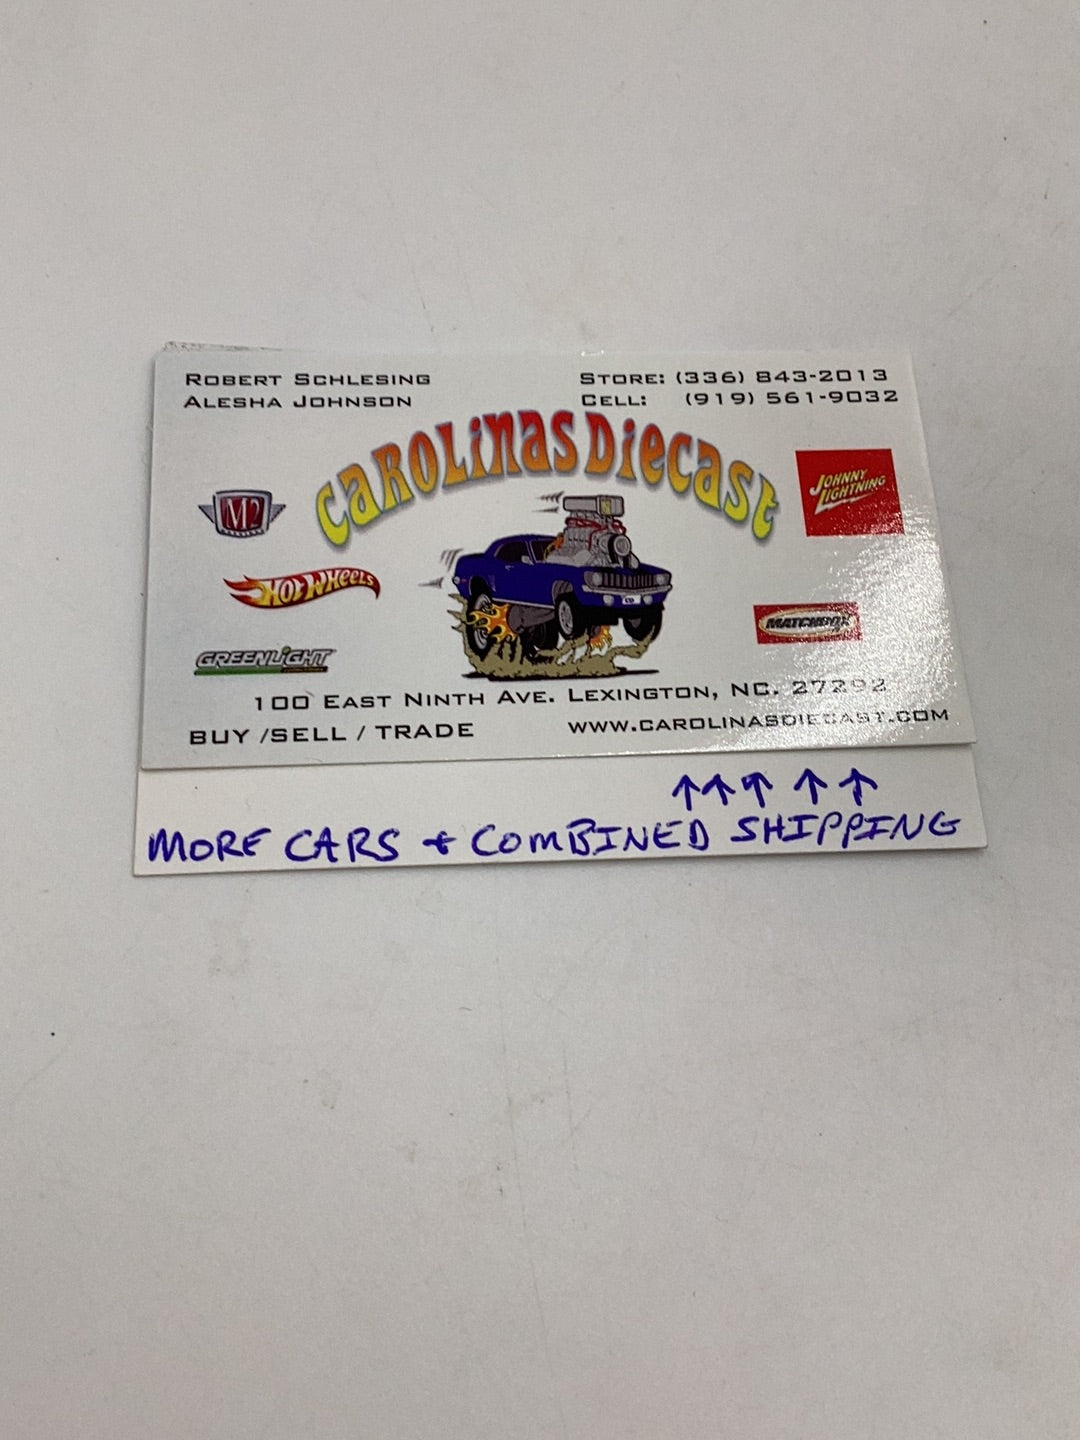 ROBERT SCHLESING
ALESHA JOHNSON
STORE: (336) 843-2013
CELL: (919) 561-9032
CAROLINAS DIECAST
M2
HOT WHEELS
GREENLIGHT
JOHNNY
LIGHTNING
MATCHBOX
100 EAST NINTH AVE. LEXINGTON, NC. 27292
BUY /SELL / TRADE
WWW.CAROLINASDIECAST.COM
↑↑↑ ↑↑
MORE CARS + COMBINED SHIPPING